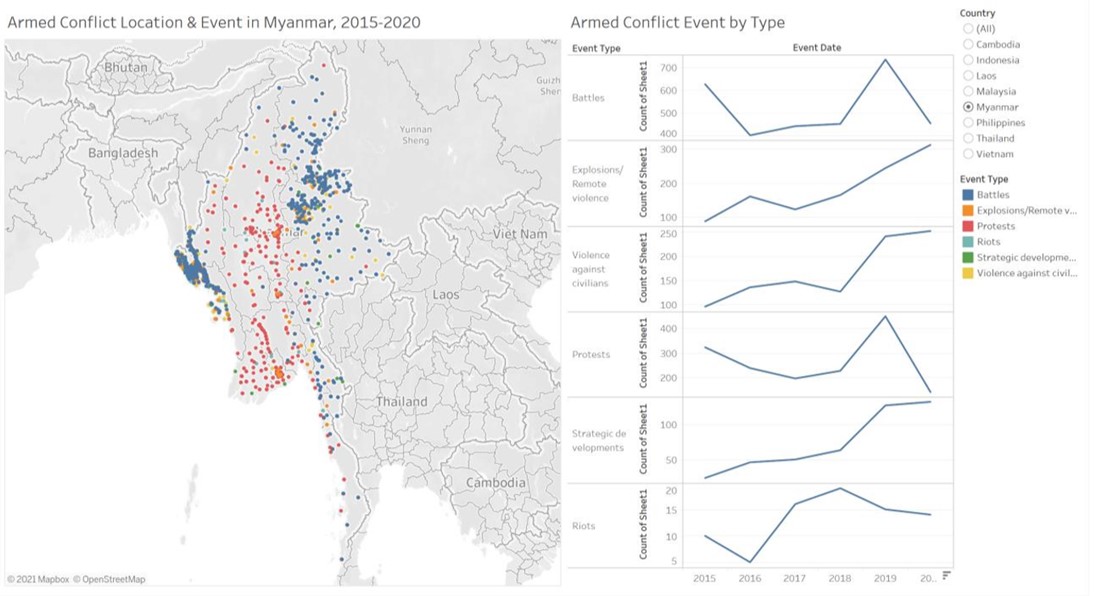 Armed Conflict Location & Event in Myanmar, 2015-2020
Bhutan
Bangladesh
Yunnan
Sheng
Guizh
Sher
Viet Nam
Laos
Thailand
Cambodia
© 2021 Mapbox © OpenStreetMap
Armed Conflict Event by Type
Event Type
Event Date
Battles
Count of Sheet1
700
600
500
400
Explosions/
Remote
violence
Count of Sheet1
300
200
100
Violence
against
civilians
Count of Sheet1
250
200
150
100
Protests
Count of Sheet1
400
300
200
Strategic de
velopments
Count of Sheet1
100
50
Riots
Count of Sheet1
20
15
10
5
2015 2016 2017 2018 2019 20..
Country
(All)
Cambodia
Indonesia
Laos
Malaysia
Myanmar
Philippines
Thailand
Vietnam
Event Type
Battles
Explosions/Remote v...
Protests
Riots
Strategic developme...
Violence against civil...